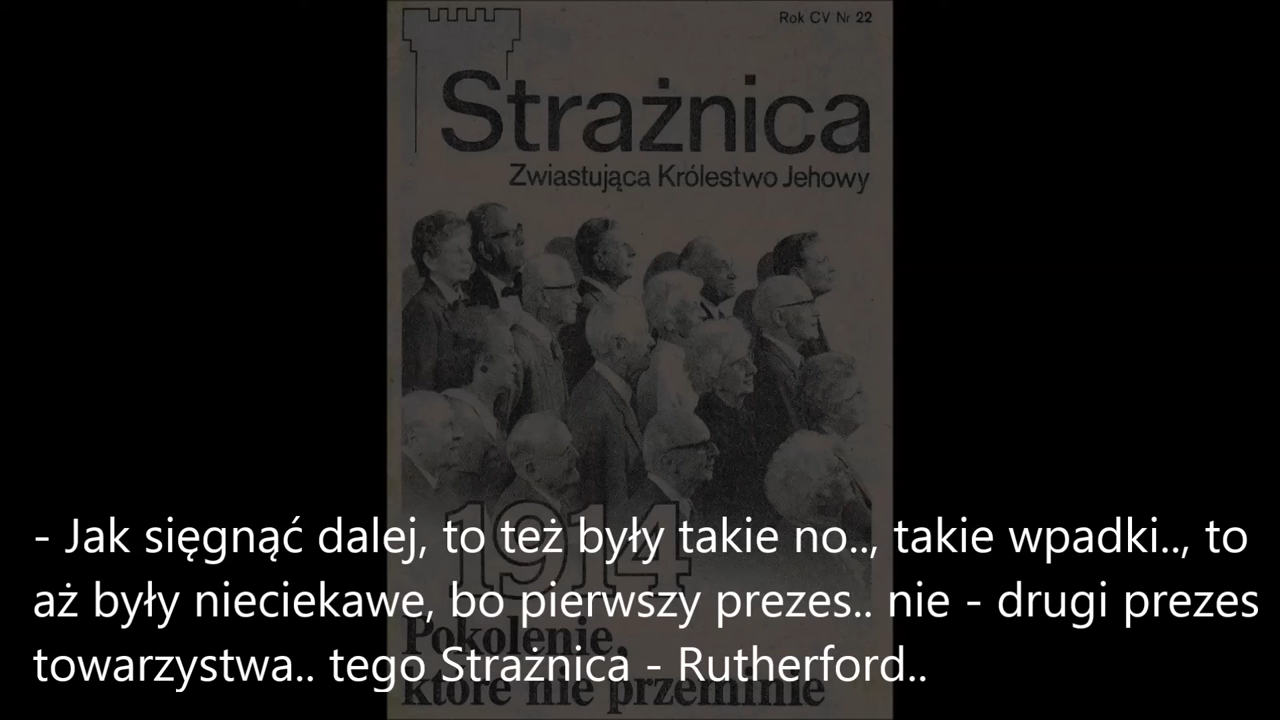 Rok CV Nr 22
Strażnica
Zwiastująca Królestwo Jehowy
1914
Pokolenie,
które nie przeminie
- Jak sięgnąć dalej, to też były takie no.., takie wpadki.., to
aż były nieciekawe, bo pierwszy prezes.. nie - drugi prezes
towarzystwa.. tego Strażnica - Rutherford..